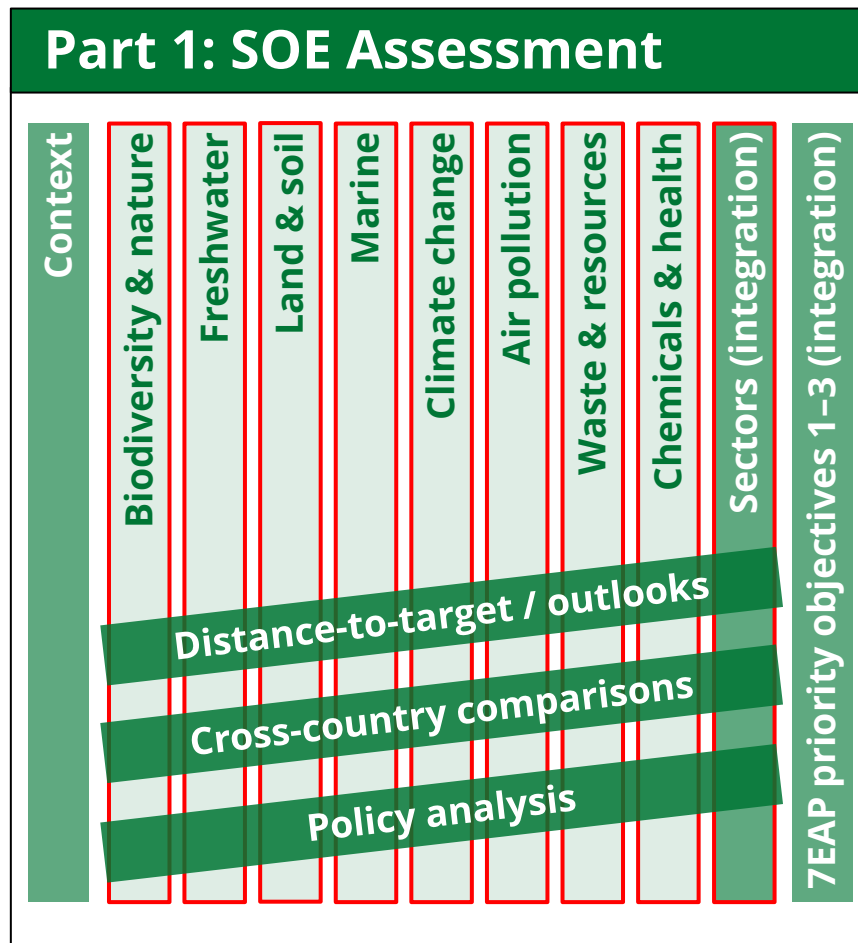 Part 1: SOE Assessment
Context
Biodiversity & nature
Freshwater
Land & soil
Marine
Climate change
Air pollution
Waste & resources
Chemicals & health
Sectors (integration)
7EAP priority objectives 1–3 (integration)
Distance-to-target / outlooks
Cross-country comparisons
Policy analysis